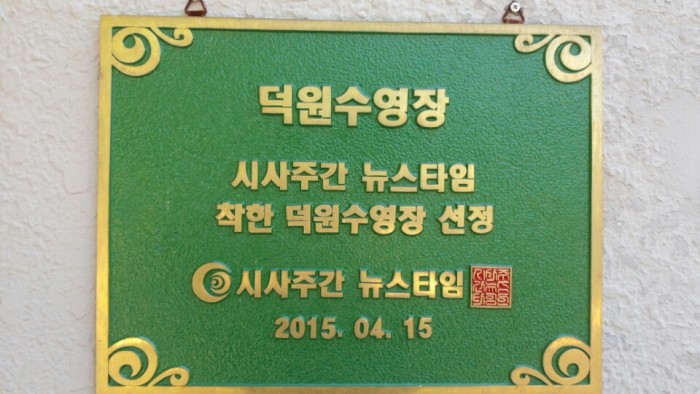 덕원수영장
시사주간 뉴스타임
착한 덕원수영장 선정
시사주간 뉴스타임
2015. 04. 15